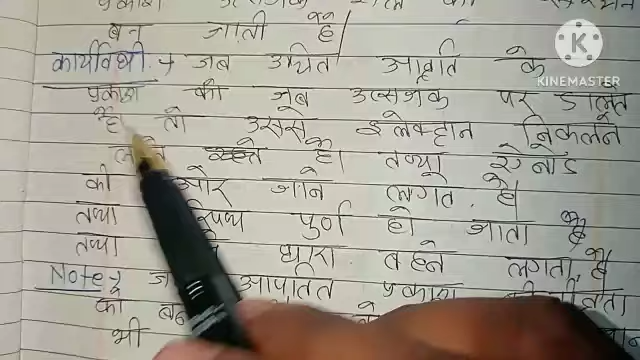 बन जाती है
कार्यविधी → जब उचित आवृति के
प्रकाश को जब उत्सर्जक पर डालते
है तो उससे इलेक्ट्रान निकलने
है। तथा ऐनोड
की ओर जाने लगते है।
तथा परिपथ पुर्ण हो जाता है
तथा धारा बहने लगता है
Note → आपतित प्रकाश की तीव्रता
को
भी
KINEMASTER